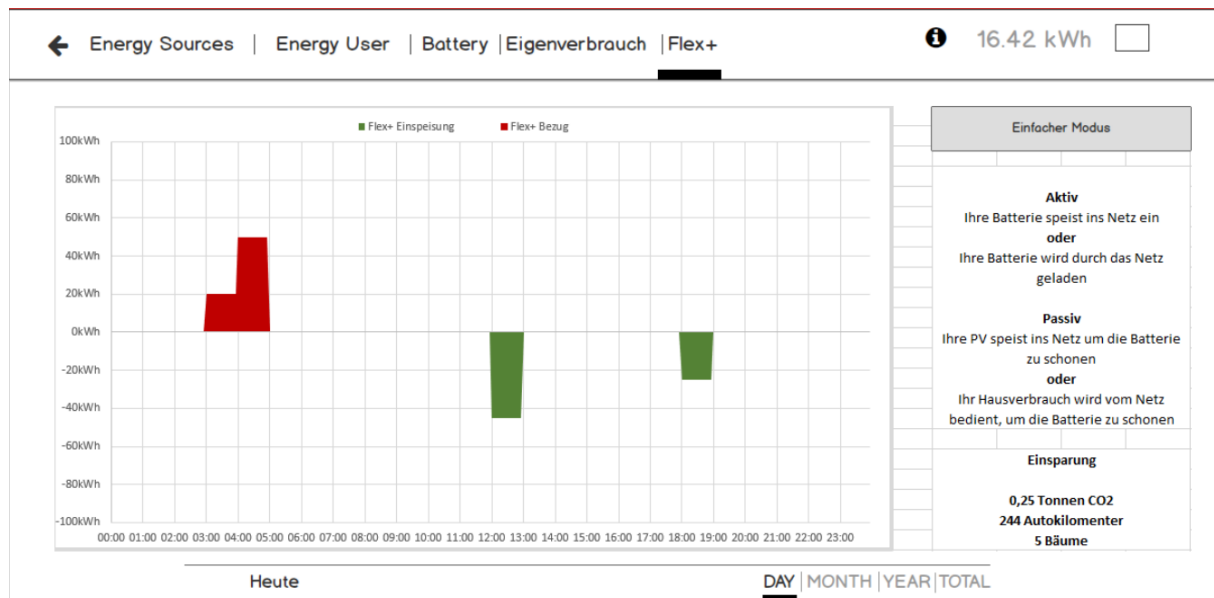 Energy Sources | Energy User | Battery |Eigenverbrauch |Flex+
16.42 kWh
Flex+ Einspeisung Flex+ Bezug
100kWh
80kWh
60kWh
40kWh
20kWh
0kWh
-20kWh
-40kWh
-60kWh
-80kWh
-100kWh
00:00 01:00 02:00 03:00 04:00 05:00 06:00 07:00 08:00 09:00 10:00 11:00 12:00 13:00 14:00 15:00 16:00 17:00 18:00 19:00 20:00 21:00 22:00 23:00
Einfacher Modus
Aktiv
Ihre Batterie speist ins Netz ein
oder
Ihre Batterie wird durch das Netz
geladen
Passiv
Ihre PV speist ins Netz um die Batterie
zu schonen
oder
Ihr Hausverbrauch wird vom Netz
bedient, um die Batterie zu schonen
Einsparung
0,25 Tonnen CO2
244 Autokilometer
5 Bäume
Heute
DAY |MONTH |YEAR|TOTAL